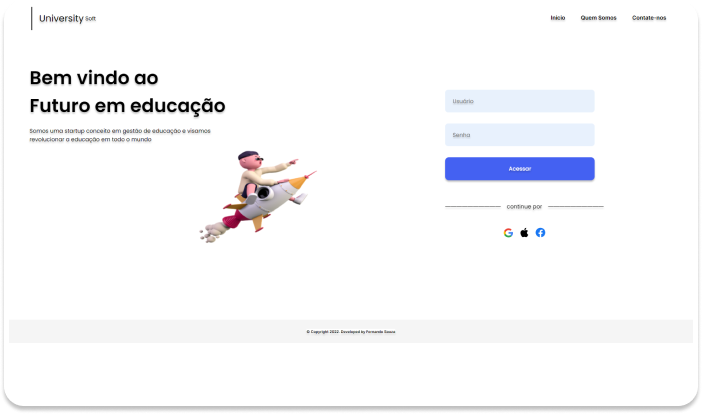 University Soft
Inicio Quem Somos Contate-nos
Bem vindo ao
Futuro em educação
Somos uma startup conceito em gestão de educação e visamos
revolucionar a educação em todo o mundo
Usuário
Senha
Acessar
continue por
© Copyright 2022. Developed by Fernando Souza